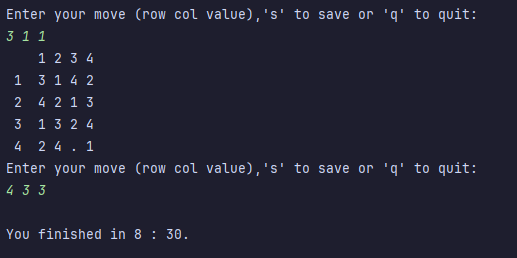 Enter your move (row col value),'s' to save or 'q' to quit:
3 1 1
1 2 3 4
1 3 1 4 2
2 4 2 1 3
3 1 3 2 4
4 2 4 . 1
Enter your move (row col value),'s' to save or 'q' to quit:
4 3 3
You finished in 8 : 30.